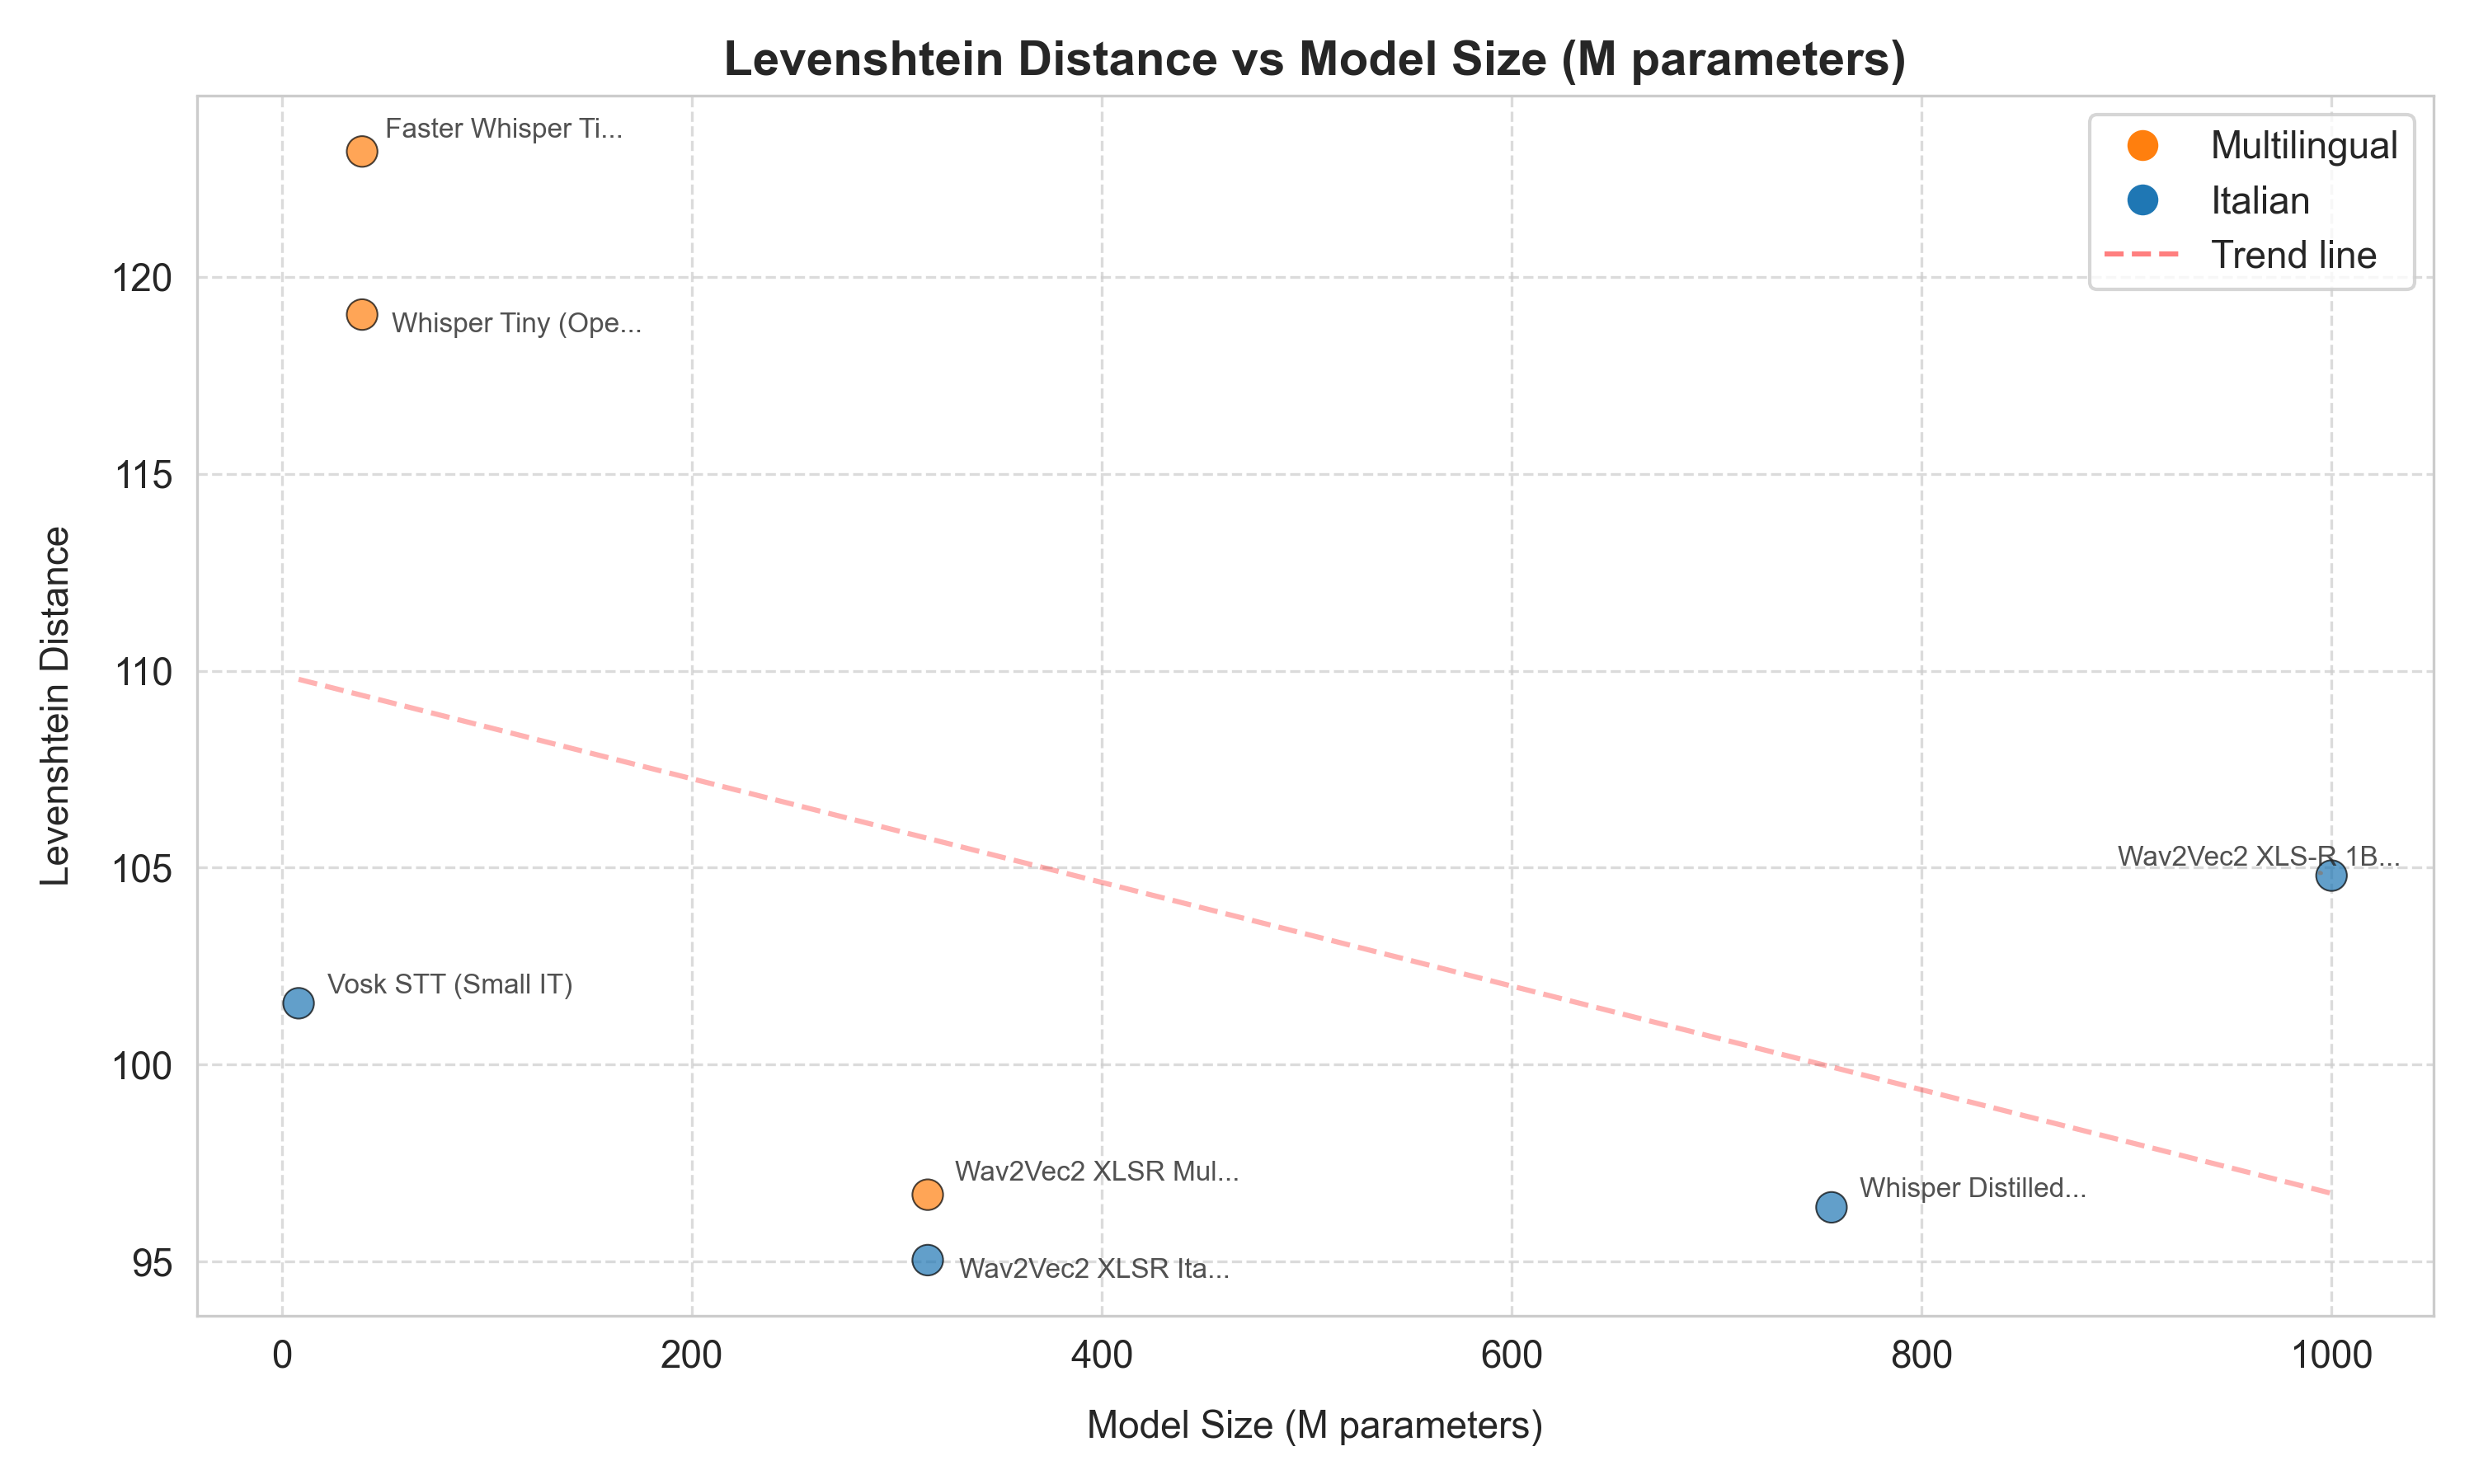 Levenshtein Distance vs Model Size (M parameters)
Faster Whisper Ti...
Whisper Tiny (Ope...
Vosk STT (Small IT)
Wav2Vec2 XLSR Mul...
Wav2Vec2 XLSR Ita...
Whisper Distilled...
Wav2Vec2 XLS-R 1B...
Multilingual
Italian
Trend line
Levenshtein Distance
120
115
110
105
100
95
0
200
400
600
800
1000
Model Size (M parameters)